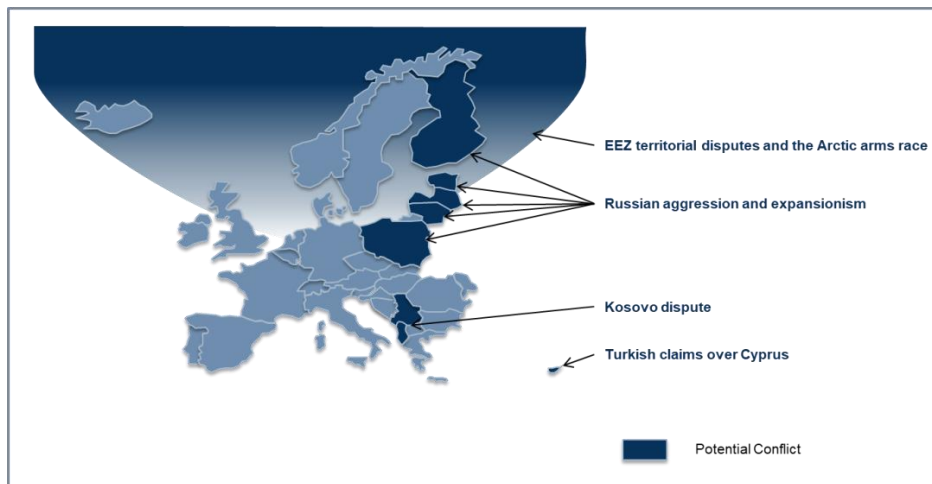 EEZ territorial disputes and the Arctic arms race
Russian aggression and expansionism
Kosovo dispute
Turkish claims over Cyprus
Potential Conflict